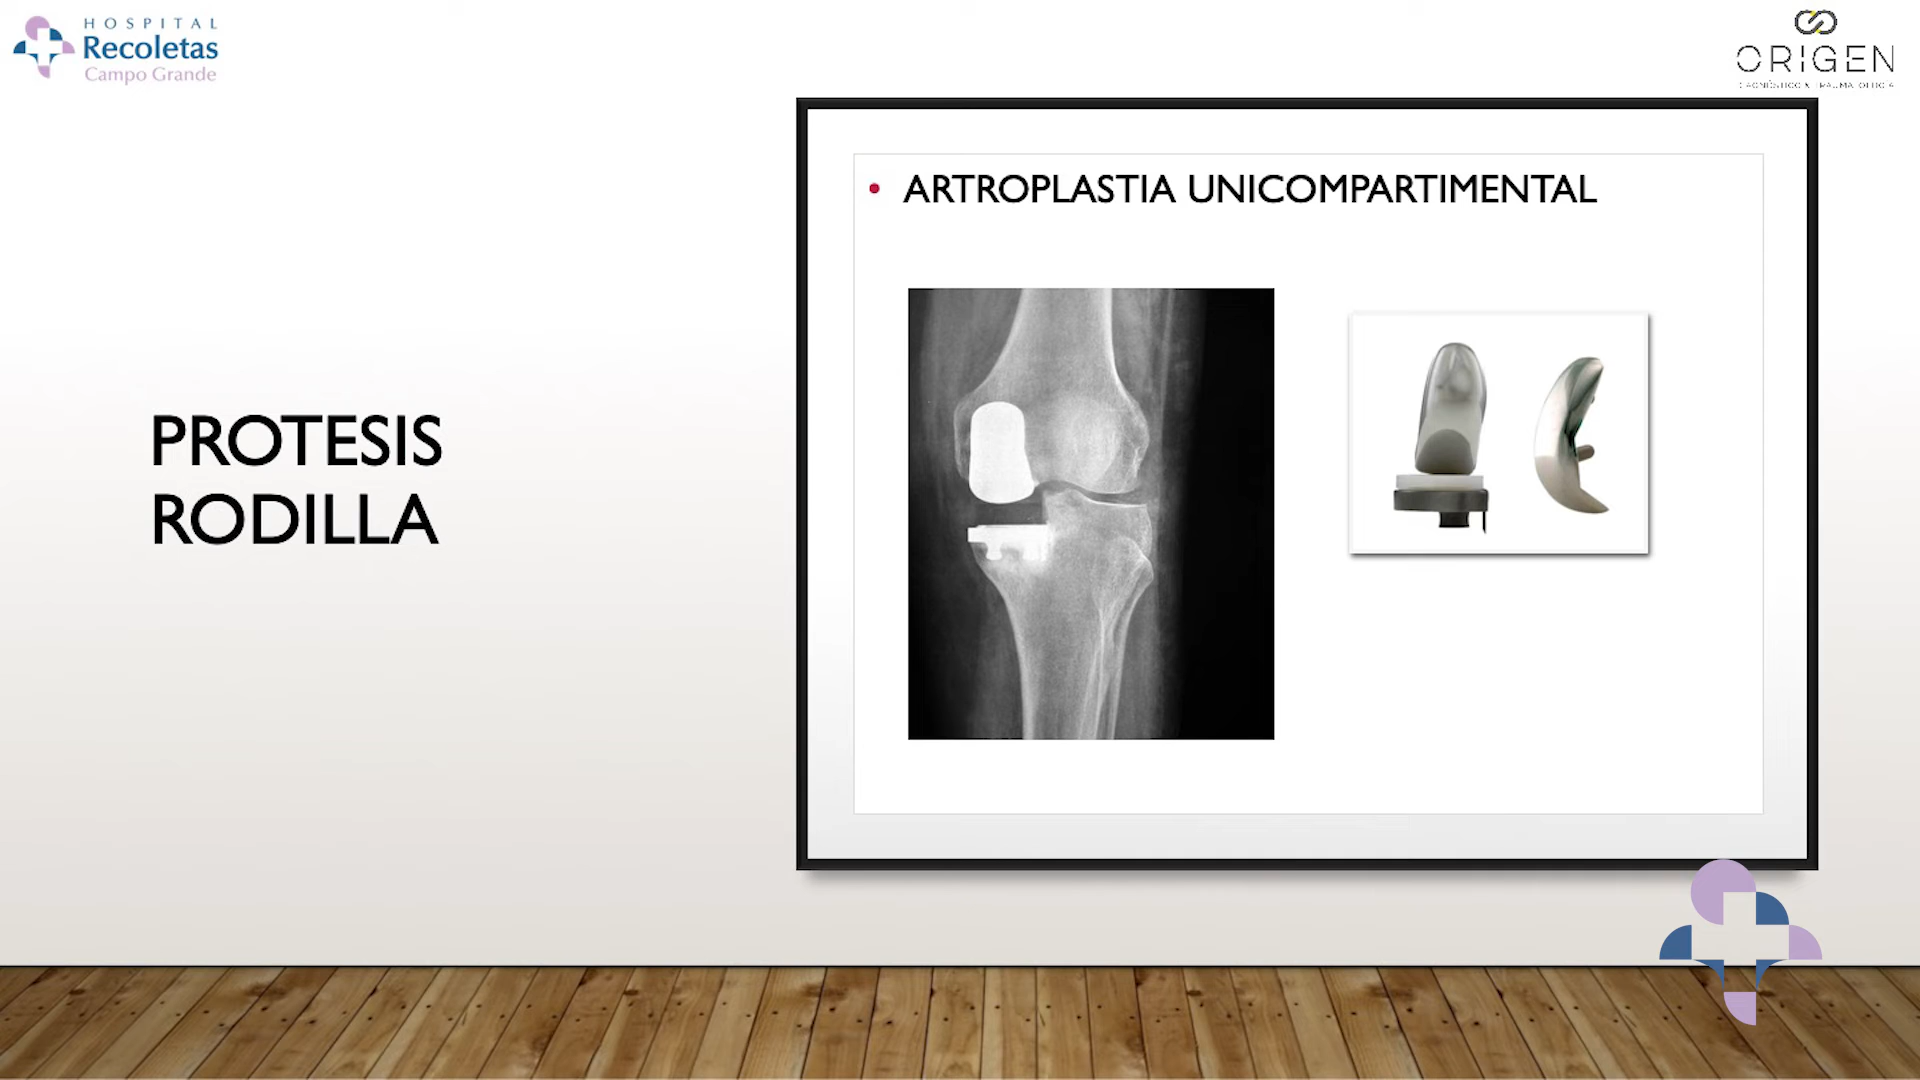 HOSPITAL
Recoletas
Campo Grande
ORIGEN
• ARTROPLASTIA UNICOMPARTIMENTAL
PROTESIS
RODILLA